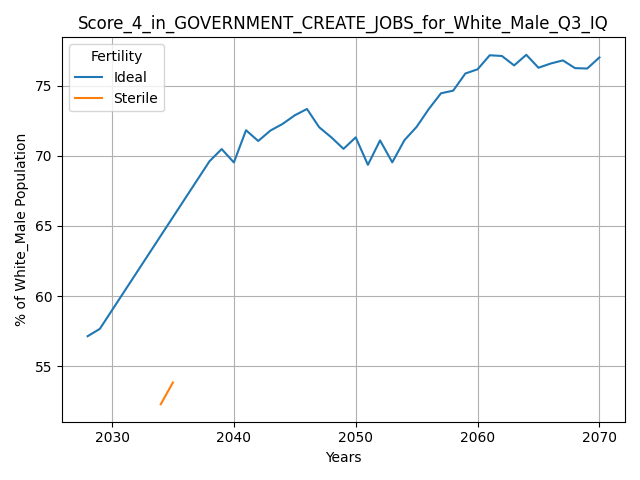 Score_4_in_GOVERNMENT_CREATE_JOBS_for_White_Male_Q3_IQ
Fertility
Ideal
Sterile
% of White_Male Population
75
70
65
60
55
2030 2040 2050 2060 2070
Years